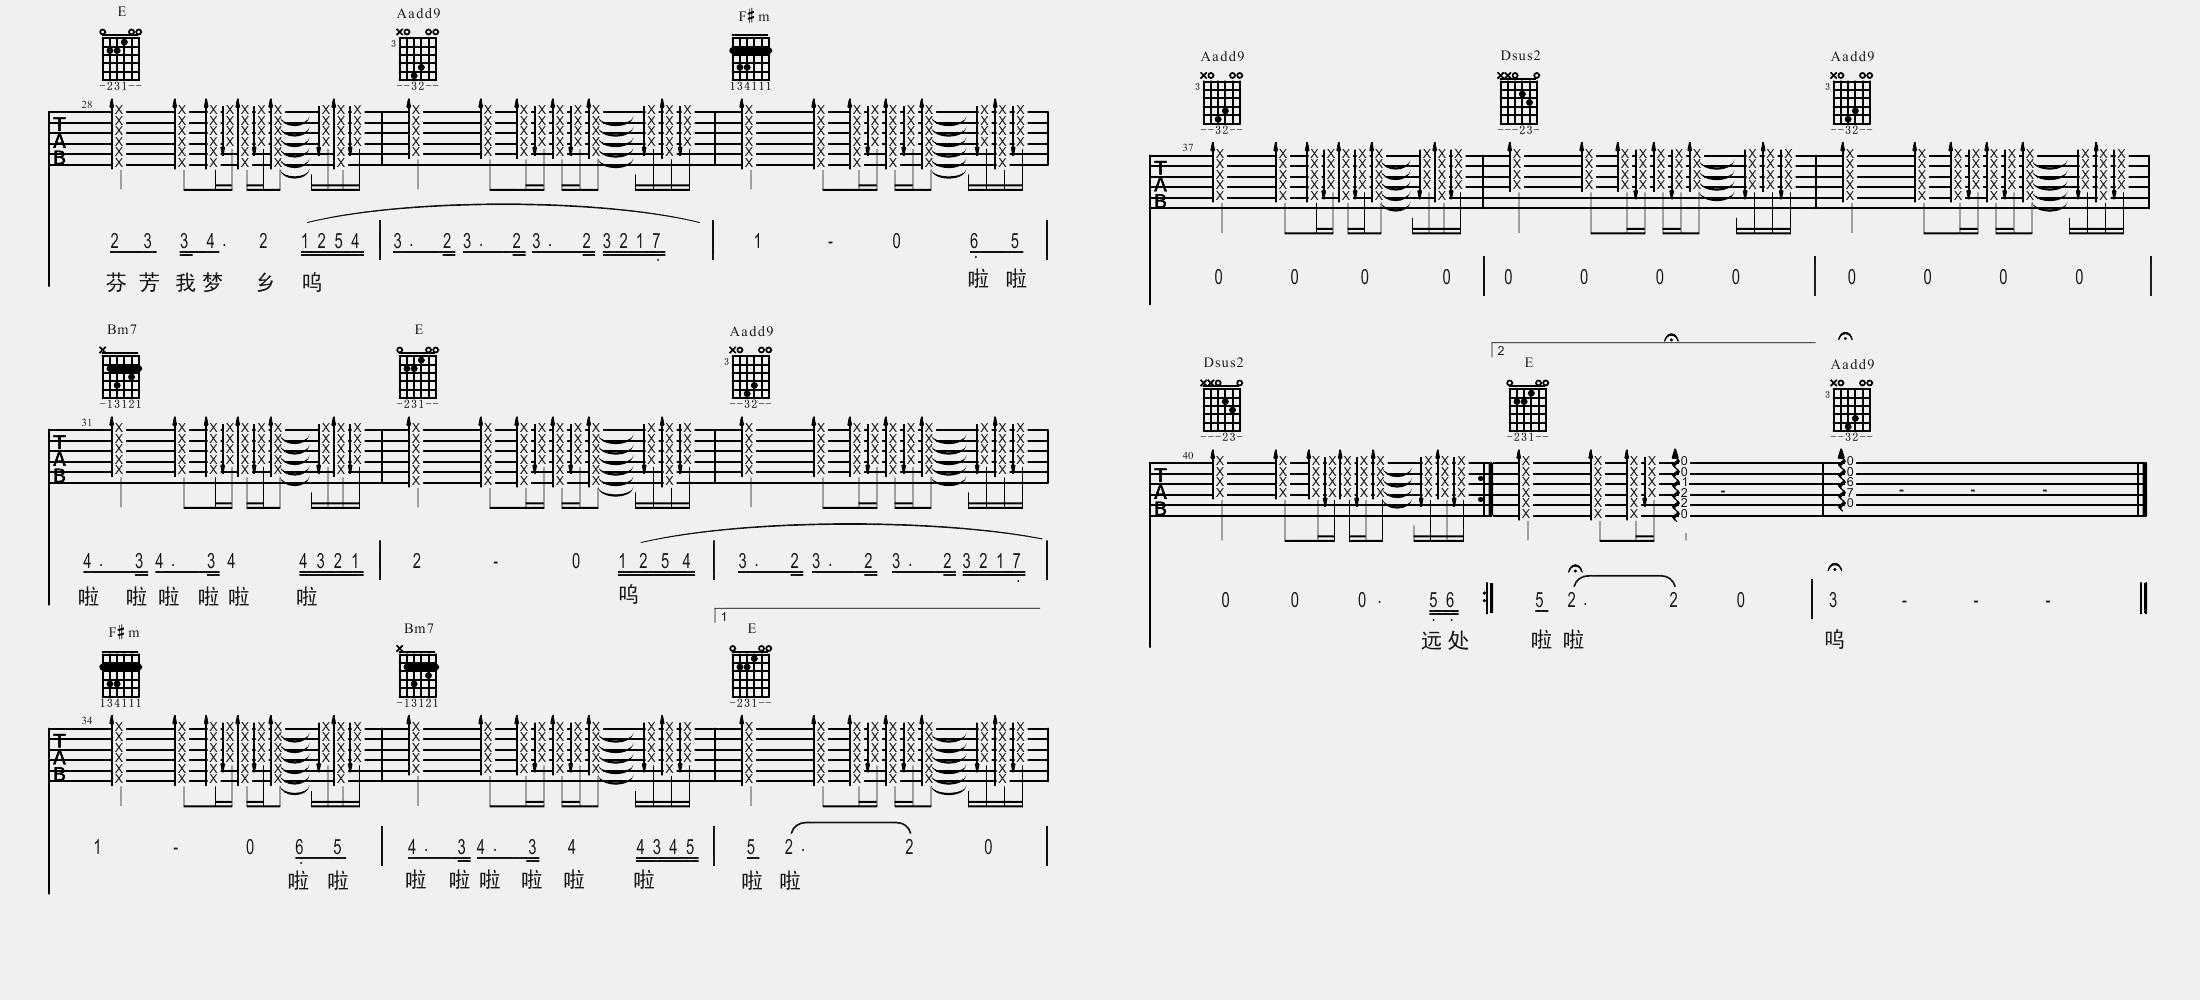 E Aadd9 F♯m
3
-231-- --32-- 134111
28
TAB
2 3 3 4· 2 1 2 5 4 3· 2 3· 2 3· 2 3 2 1 7 1 - 0 6 5
芬 芳 我 梦 乡 呜 啦 啦
Bm7 E Aadd9
3
-13121 -231-- --32--
31
TAB
4· 3 4· 3 4 4 3 2 1 2 - 0 1 2 5 4 3· 2 3· 2 3· 2 3 2 1 7
啦 啦 啦 啦 啦 啦 呜
1
F♯m Bm7 E
134111 -13121 -231--
34
TAB
1 - 0 6 5 4· 3 4· 3 4 4 3 4 5 5 2· 2 0
啦 啦 啦 啦 啦 啦 啦 啦 啦 啦
Aadd9 Dsus2 Aadd9
3 3
--32-- ---23- --32--
37
TAB
0 0 0 0 0 0 0 0 0 0 0 0
2
Dsus2 E Aadd9
3
---23- -231-- --32--
40
TAB
0 0 1 2 2 0 - 0 0 6 7 0 - - -
0 0 0· 5 6 5 2· 2 0 3 - - -
远 处 啦 啦 呜